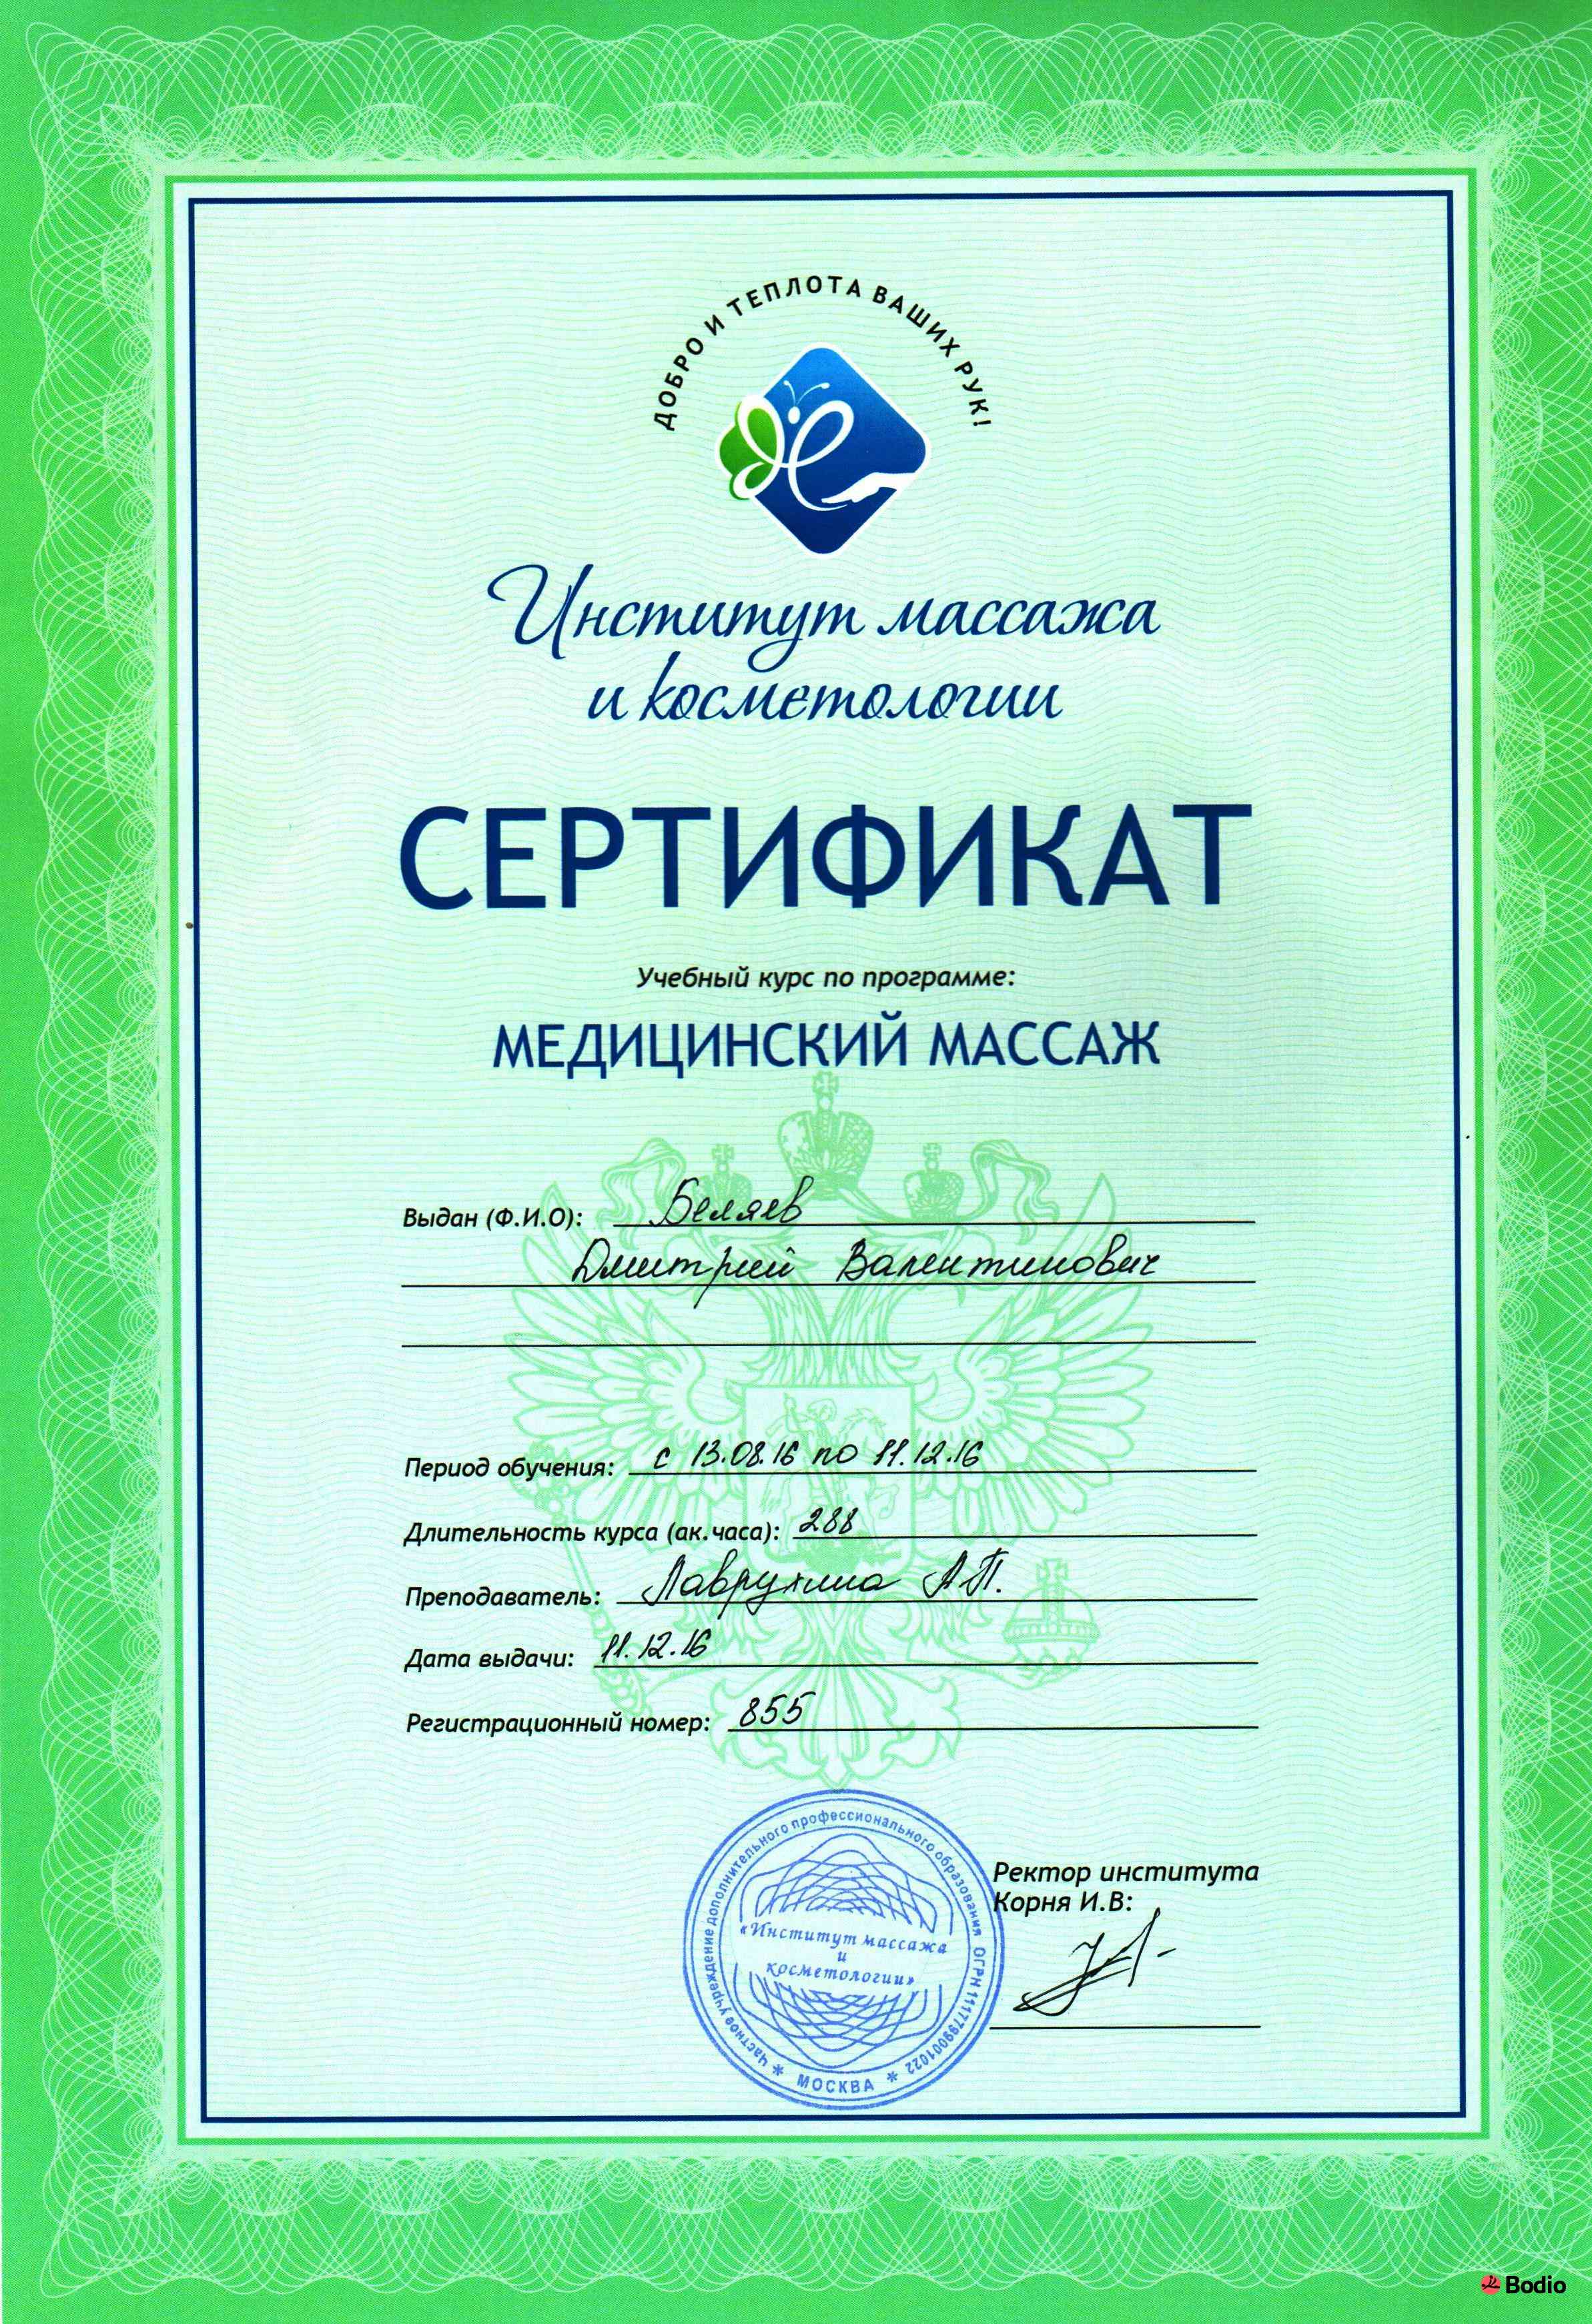 ДОБРО И ТЕПЛОТА ВАШИХ РУК!
Институт массажа
и косметологии
СЕРТИФИКАТ
Учебный курс по программе:
МЕДИЦИНСКИЙ МАССАЖ
Выдан (Ф.И.О): Беляев
Дмитрий Валентинович
Период обучения: с 13.08.16 по 11.12.16
Длительность курса (ак.часа): 288
Преподаватель: Лаврухина А.П.
Дата выдачи: 11.12.16
Регистрационный номер: 855
Ректор института
Корня И.В:
Частное учреждение дополнительного профессионального образования ОГРН 1117799001022
«Институт массажа
и
косметологии»
* МОСКВА *
Bodio